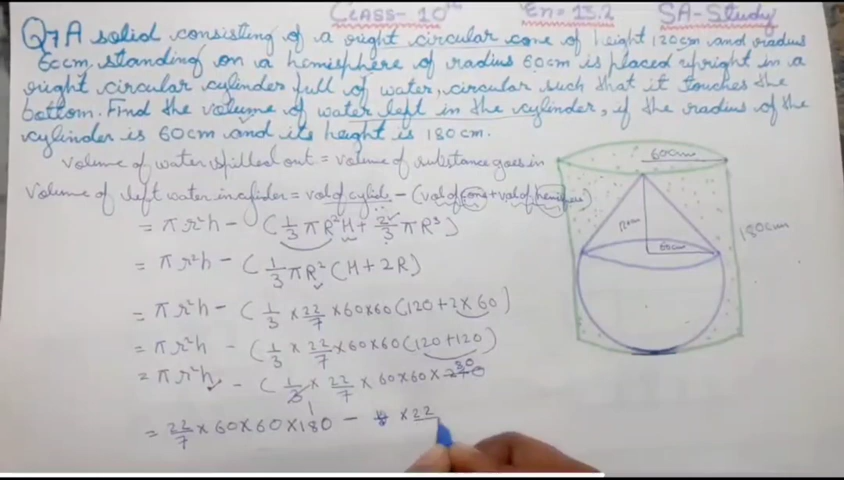 CLASS- 10th En= 13.2 SA-Study
Q7 A solid consisting of a right circular cone of height 120cm and radius
60cm standing on a hemisphere of radius 60cm is placed upright in a
right circular cylinder full of water, circular such that it touches the
bottom. Find the volume of water left in the cylinder, if the radius of the
cylinder is 60cm and its height is 180cm.
volume of water spilled out = volume of substance goes in
Volume of left water in = vol of - (vol of cone + vol of
= πr²h - (1/3 πR²H + 2/3 πR³)
= πr²h - (1/3 πR² (H + 2R)
= πr²h - (1/3 × 22/7 × 60×60 (120 + 2×60)
= πr²h - (1/3 × 22/7 × 60×60 (120+120)
= πr²h - (1/3 × 22/7 × 60×60×
= 22/7 × 60×60×180 - × 22
60cm
180cm
120cm
60cm